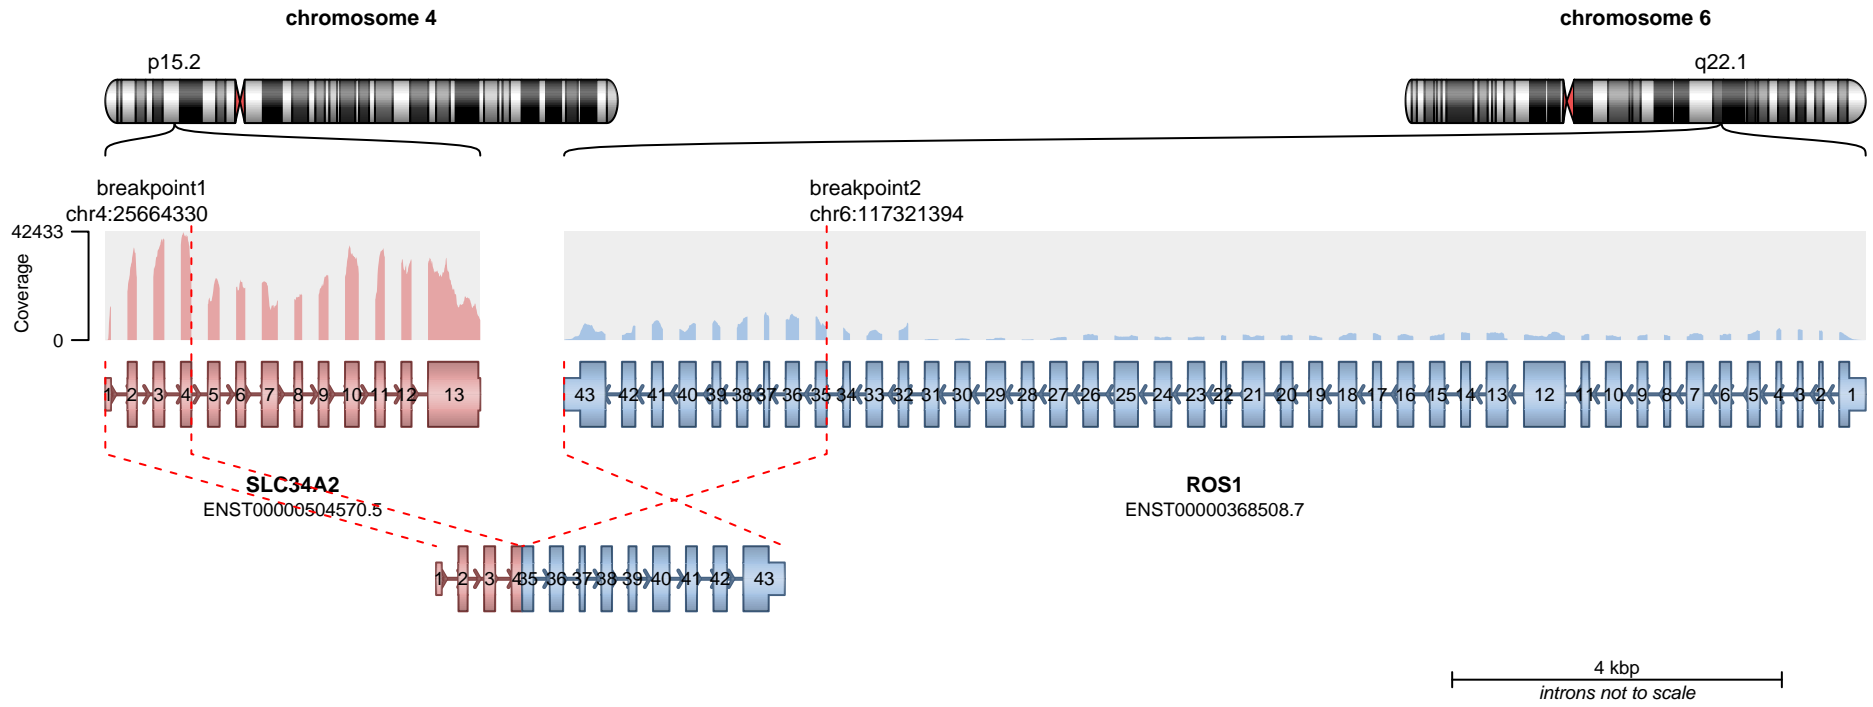 chromosome 4
chromosome 6
p15.2
q22.1
breakpoint1
chr4:25664330
breakpoint2
chr6:117321394
42433
Coverage
0
1 2 3 4 5 6 7 8 9 10 11 12 13
43 42 41 40 39 38 37 36 35 34 33 32 31 30 29 28 27 26 25 24 23 22 21 20 19 18 17 16 15 14 13 12 11 10 9 8 7 6 5 4 3 2 1
SLC34A2
ENST00000504570.5
ROS1
ENST00000368508.7
1 2 3 4 35 36 37 38 39 40 41 42 43
4 kbp
introns not to scale